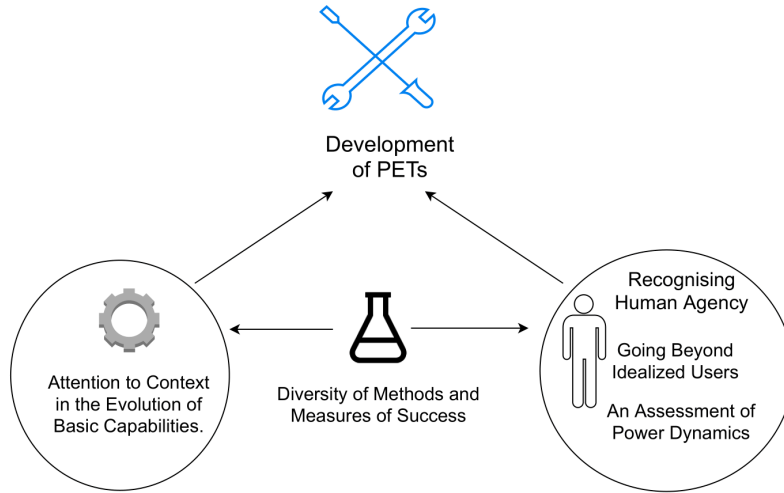 Development
of PETs
Attention to Context
in the Evolution of
Basic Capabilities.
Diversity of Methods and
Measures of Success
Recognising
Human Agency
Going Beyond
Idealized Users
An Assessment of
Power Dynamics